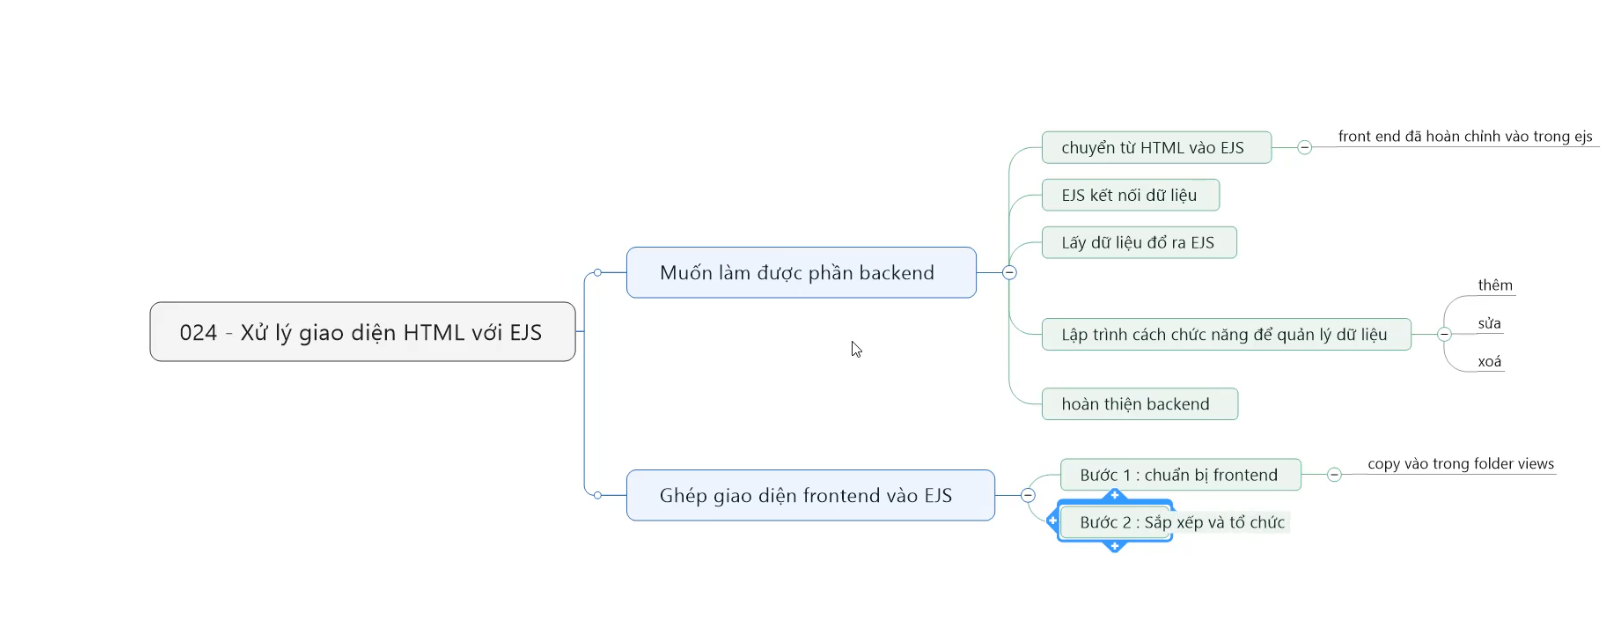 024 - Xử lý giao diện HTML với EJS
Muốn làm được phần backend
chuyển từ HTML vào EJS
front end đã hoàn chỉnh vào trong ejs
EJS kết nối dữ liệu
Lấy dữ liệu đổ ra EJS
Lập trình cách chức năng để quản lý dữ liệu
thêm
sửa
xoá
hoàn thiện backend
Ghép giao diện frontend vào EJS
Bước 1 : chuẩn bị frontend
copy vào trong folder views
Bước 2 : Sắp xếp và tổ chức